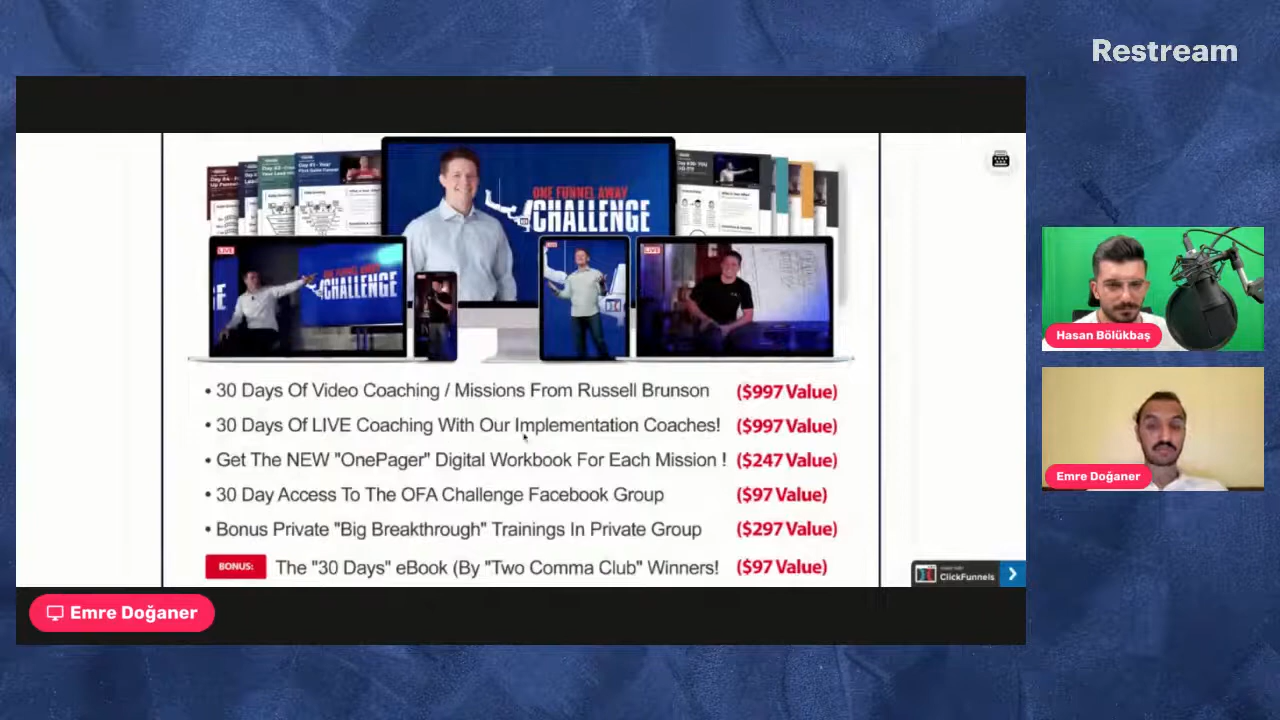 Restream
ONE FUNNEL AWAY
CHALLENGE
LIVE
CHALLENGE
LIVE
• 30 Days Of Video Coaching / Missions From Russell Brunson ($997 Value)
• 30 Days Of LIVE Coaching With Our Implementation Coaches! ($997 Value)
• Get The NEW "OnePager" Digital Workbook For Each Mission ! ($247 Value)
• 30 Day Access To The OFA Challenge Facebook Group ($97 Value)
• Bonus Private "Big Breakthrough" Trainings In Private Group ($297 Value)
BONUS: The "30 Days" eBook (By "Two Comma Club" Winners! ($97 Value)
ClickFunnels
Hasan Bölükbaş
Emre Doğaner
Emre Doğaner